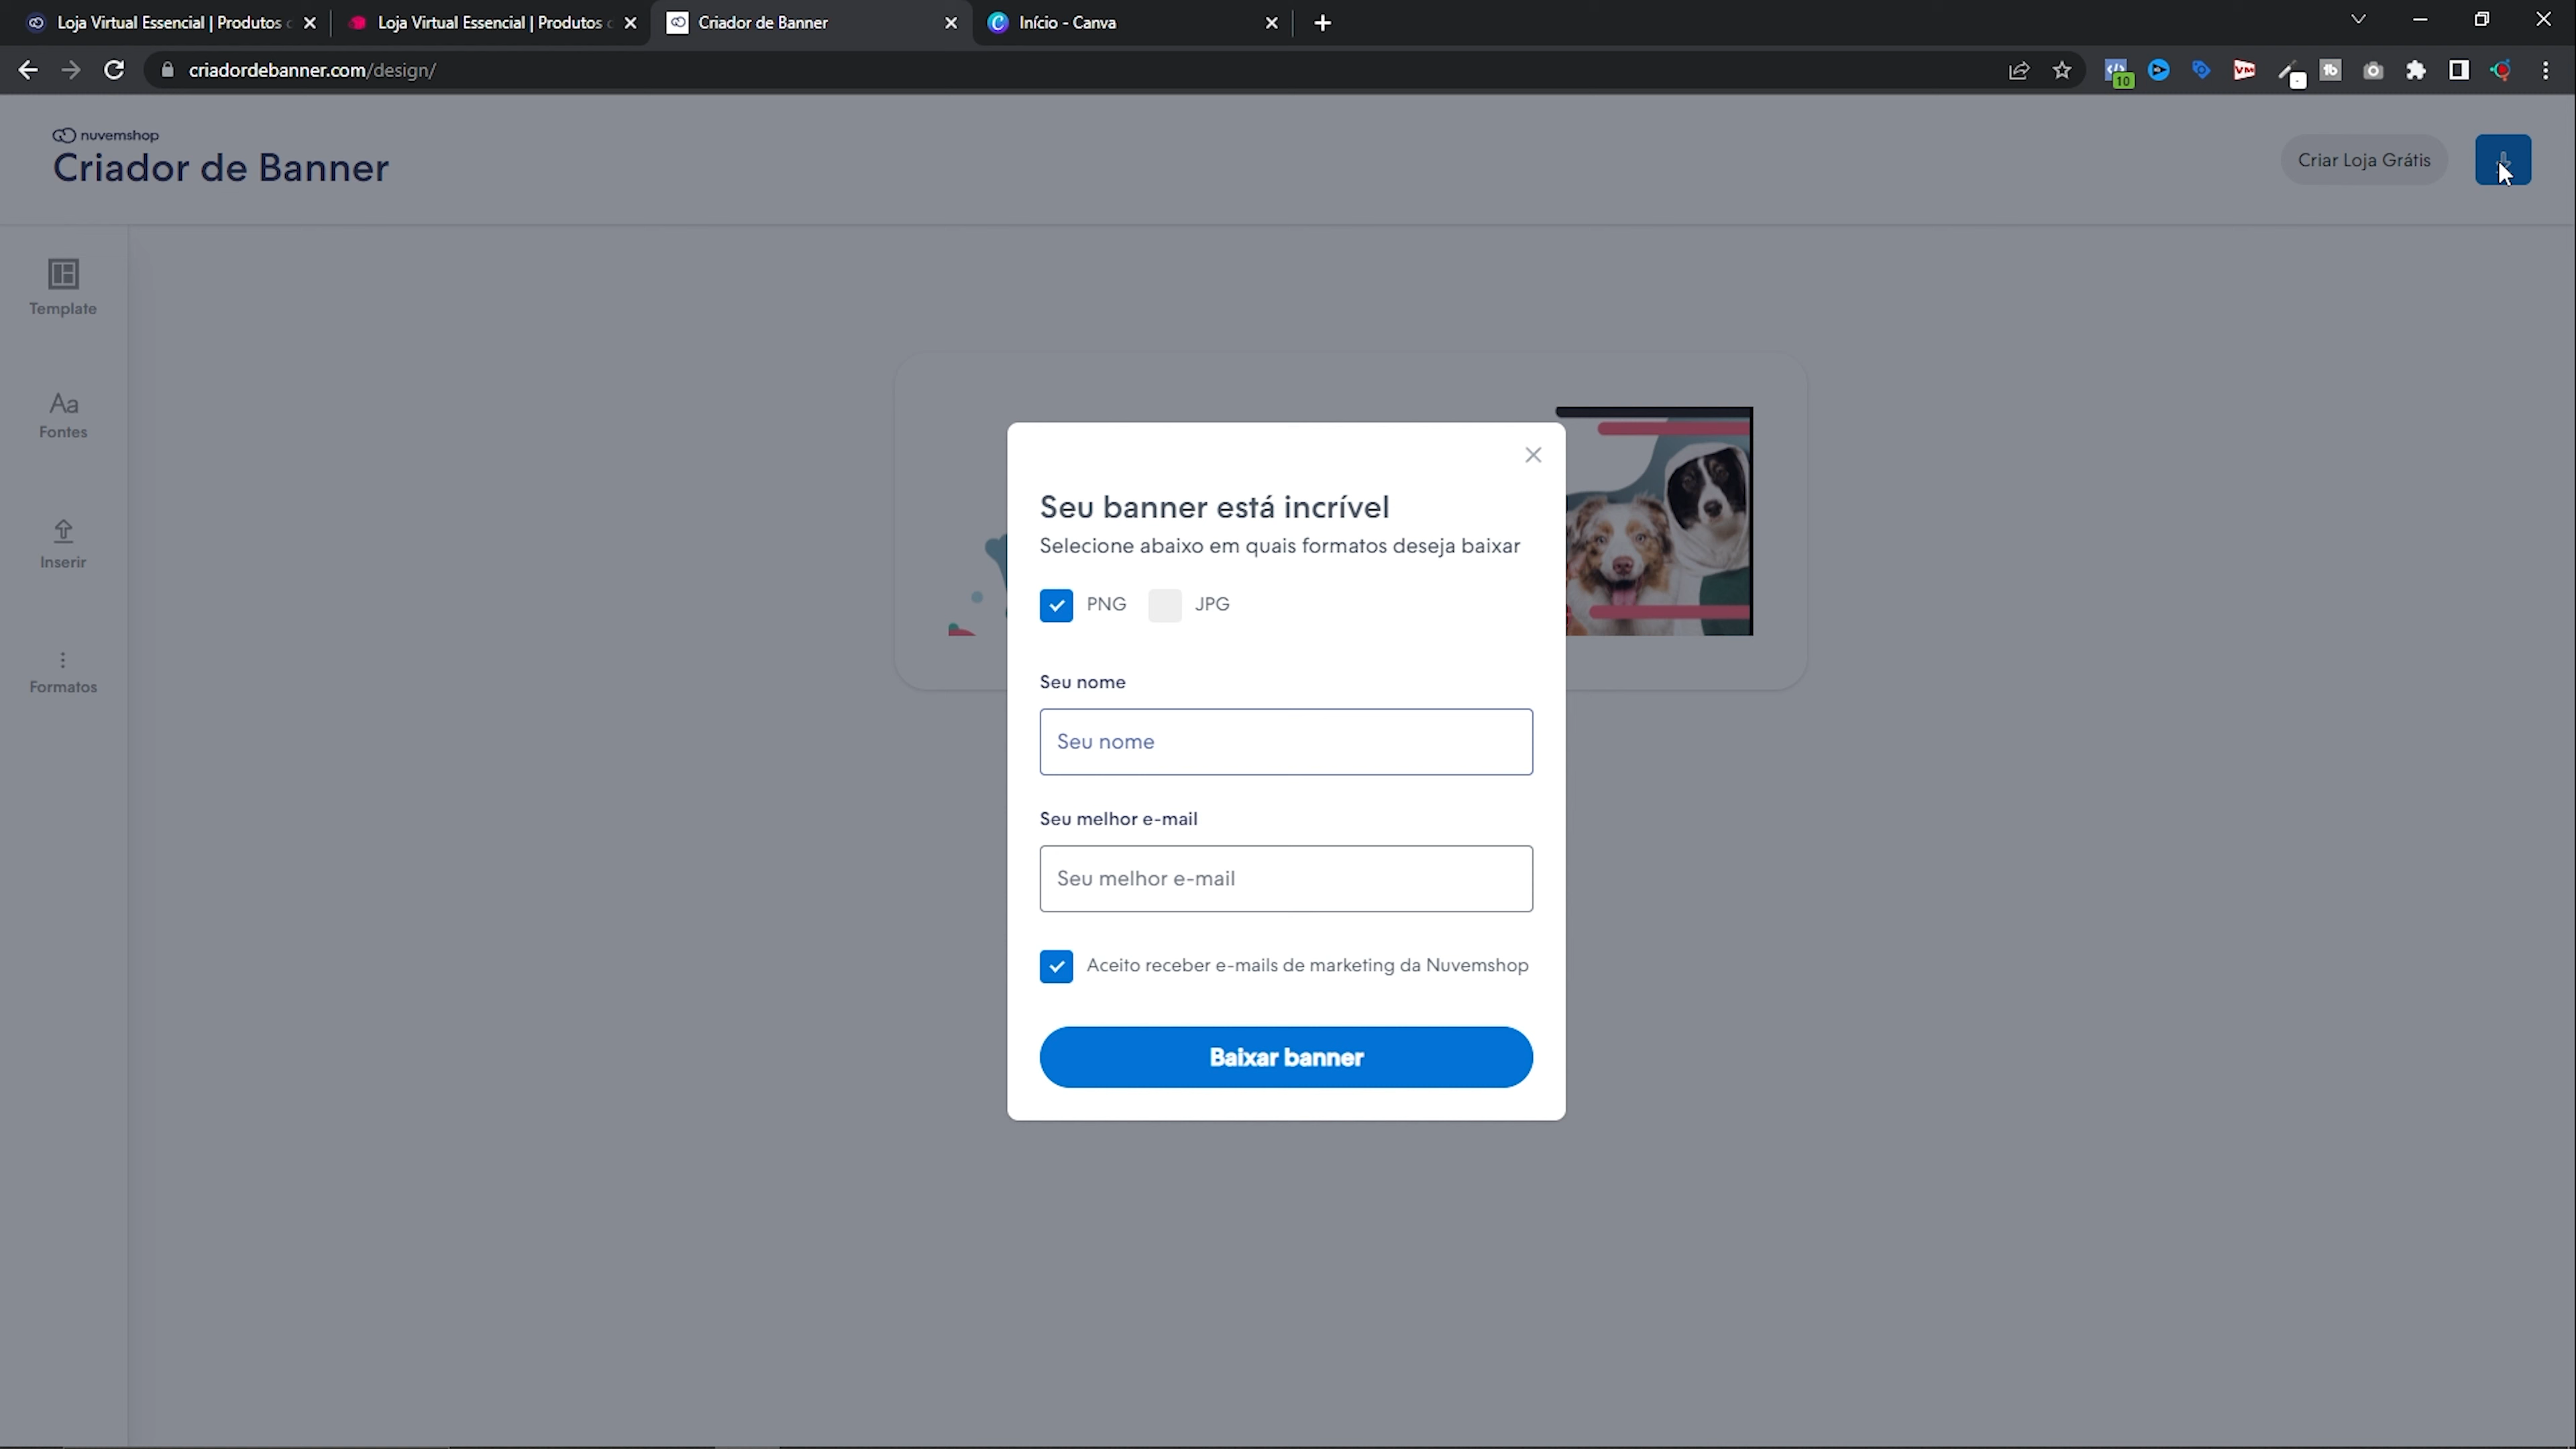 Loja Virtual Essencial | Produtos
Loja Virtual Essencial | Produtos
Criador de Banner
Início - Canva
criadordebanner.com/design/
10
VM
tb
nuvemshop
Criador de Banner
Criar Loja Grátis
Template
Aa
Fontes
Inserir
Formatos
Seu banner está incrível
Selecione abaixo em quais formatos deseja baixar
PNG
JPG
Seu nome
Seu nome
Seu melhor e-mail
Seu melhor e-mail
Aceito receber e-mails de marketing da Nuvemshop
Baixar banner